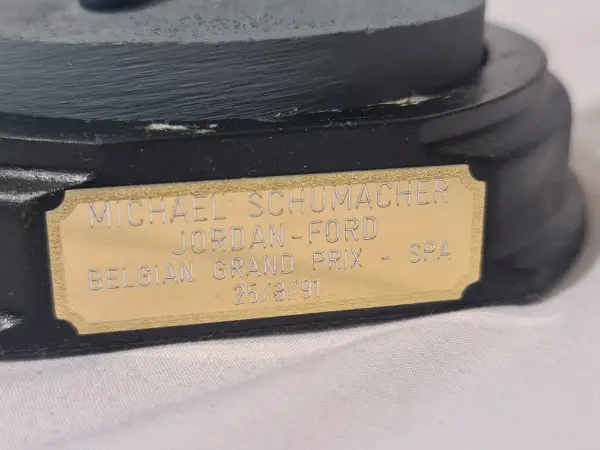 MICHAEL SCHUMACHER
JORDAN-FORD
BELGIAN GRAND PRIX - SPA
25/8/91